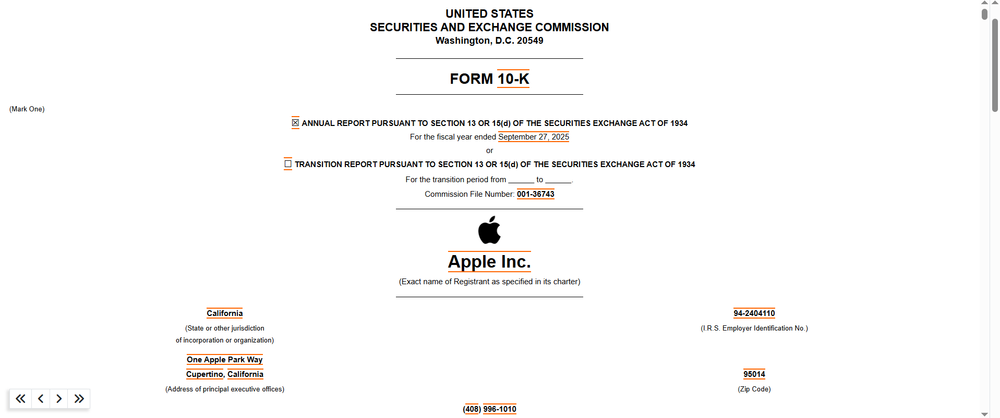 UNITED STATES
SECURITIES AND EXCHANGE COMMISSION
Washington, D.C. 20549
FORM 10-K
(Mark One)
☒ ANNUAL REPORT PURSUANT TO SECTION 13 OR 15(d) OF THE SECURITIES EXCHANGE ACT OF 1934
For the fiscal year ended September 27, 2025
or
☐ TRANSITION REPORT PURSUANT TO SECTION 13 OR 15(d) OF THE SECURITIES EXCHANGE ACT OF 1934
For the transition period from ______ to ______.
Commission File Number: 001-36743
Apple Inc.
(Exact name of Registrant as specified in its charter)
California
94-2404110
(State or other jurisdiction
of incorporation or organization)
(I.R.S. Employer Identification No.)
One Apple Park Way
Cupertino, California
95014
(Address of principal executive offices)
(Zip Code)
(408) 996-1010